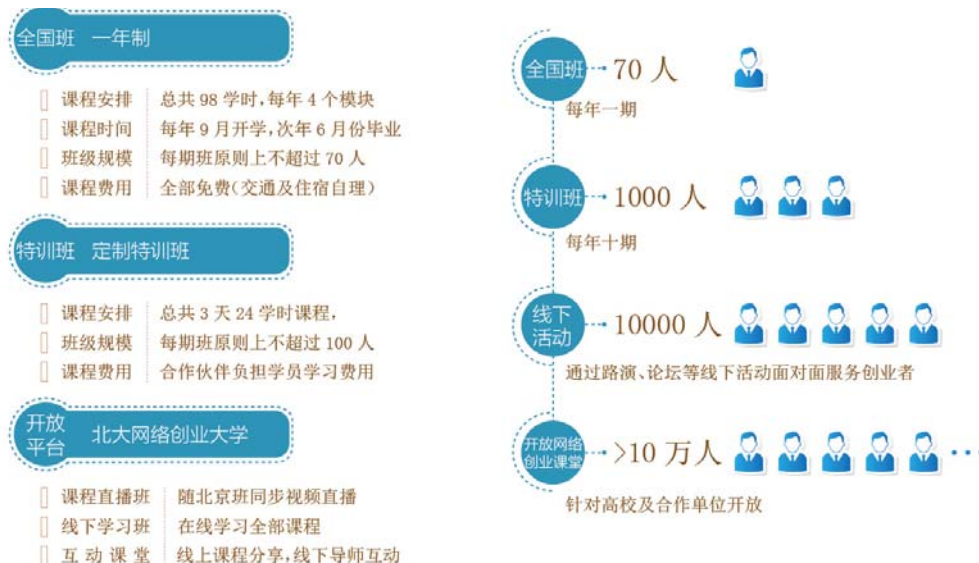 全国班 一年制
课程安排 总共 98 学时,每年 4 个模块
课程时间 每年 9 月开学,次年 6 月份毕业
班级规模 每期班原则上不超过 70 人
课程费用 全部免费(交通及住宿自理)
特训班 定制特训班
课程安排 总共 3 天 24 学时课程,
班级规模 每期班原则上不超过 100 人
课程费用 合作伙伴负担学员学习费用
开放
平台 北大网络创业大学
课程直播班 随北京班同步视频直播
线下学习班 在线学习全部课程
互动课堂 线上课程分享,线下导师互动
全国班 70 人
每年一期
特训班 1000 人
每年十期
线下
活动 10000 人
通过路演、论坛等线下活动面对面服务创业者
开放网络
创业课堂 >10 万人
针对高校及合作单位开放